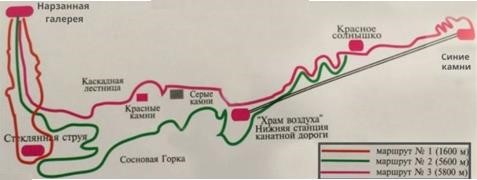 Нарзанная
галерея
Красное
солнышко
Синие
камни
Каскадная
лестница
Серые
камни
Красные
камни
Стеклянная струя
"Храм воздуха"
Нижняя станция
канатной дороги
Сосновая Горка
маршрут № 1 (1600 м)
маршрут № 2 (5600 м)
маршрут № 3 (5800 м)